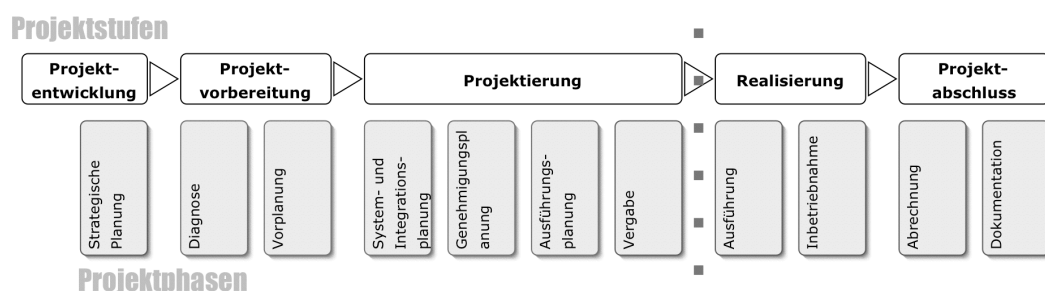 Projektstufen
Projekt-
entwicklung
Projekt-
vorbereitung
Projektierung
Realisierung
Projekt-
abschluss
Strategische
Planung
Diagnose
Vorplanung
System- und
Integrations-
planung
Genehmigungspl
anung
Ausführungs-
planung
Vergabe
Ausführung
Inbetriebnahme
Abrechnung
Dokumentation
Projektphasen